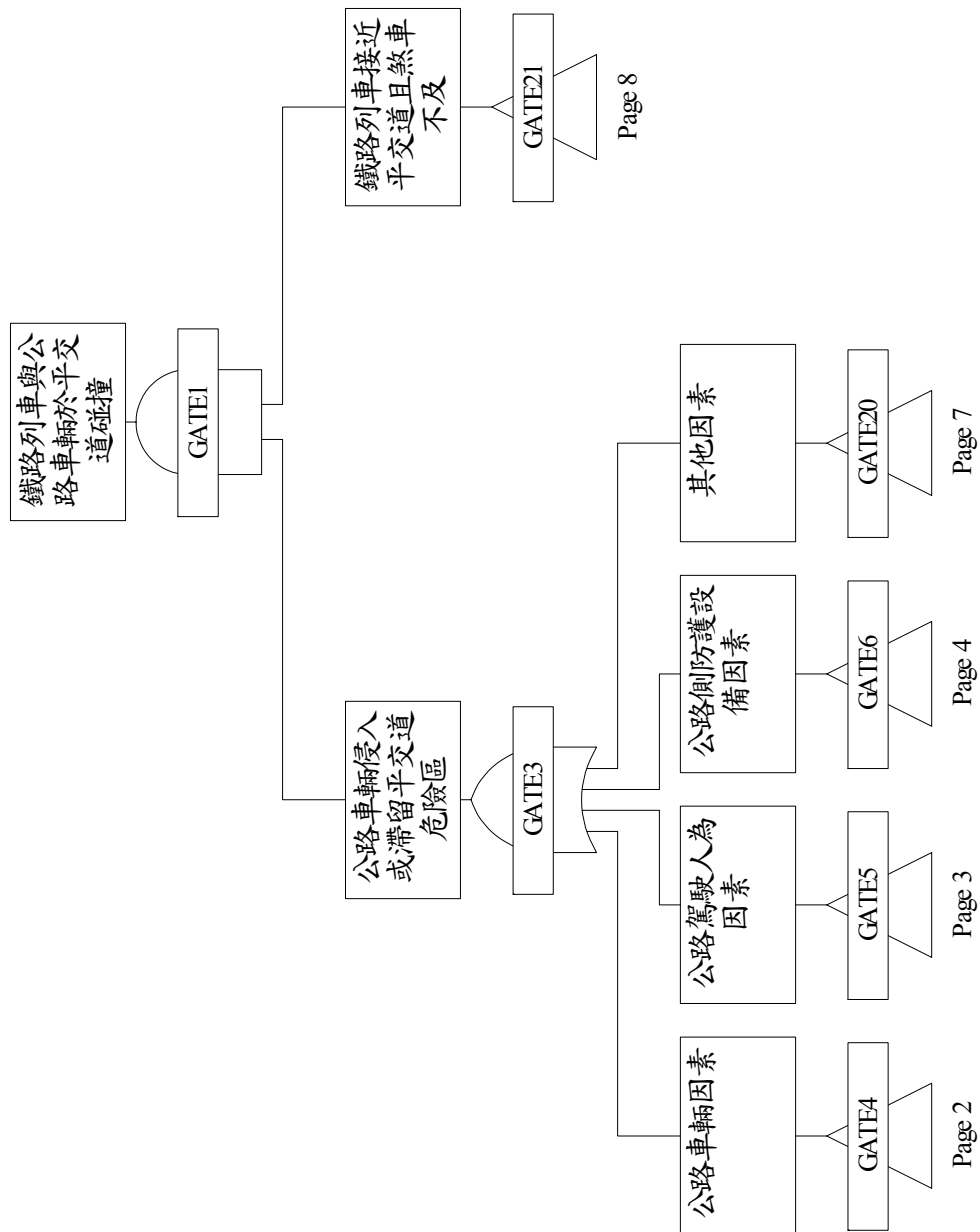 鐵路列車與公
路車輛於平交
道碰撞
GATE1
公路車輛侵入
或滯留平交道
危險區
GATE3
鐵路列車接近
平交道且煞車
不及
GATE21
Page 8
公路車輛因素
GATE4
Page 2
公路駕駛人為
因素
GATE5
Page 3
公路側防護設
備因素
GATE6
Page 4
其他因素
GATE20
Page 7